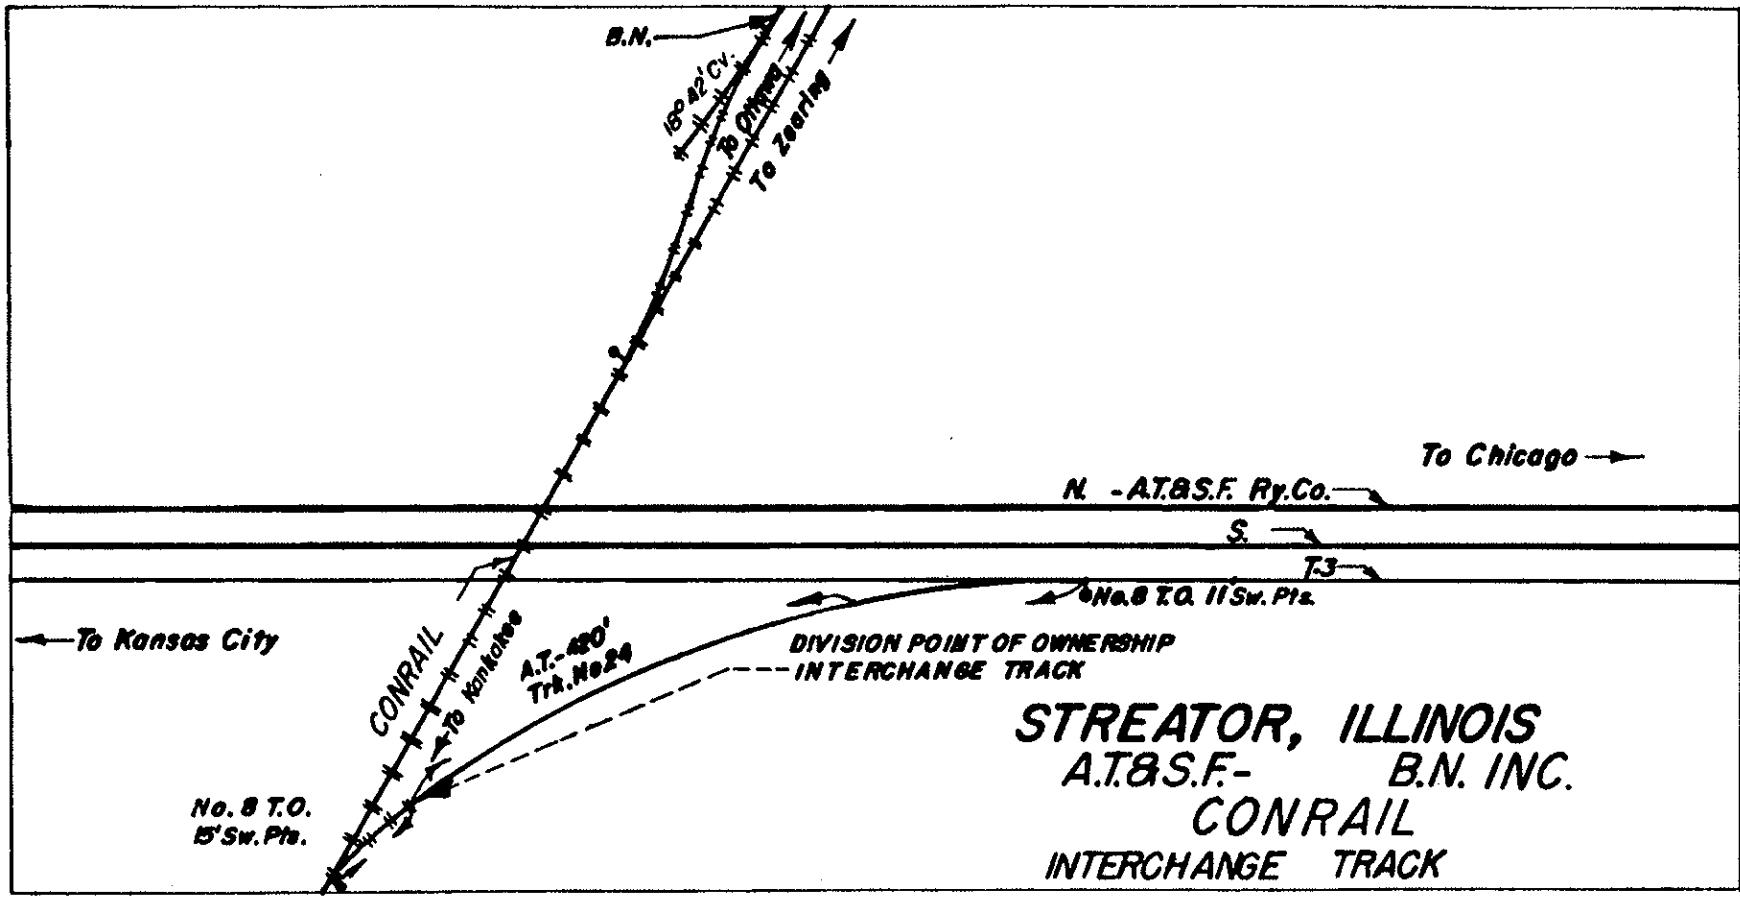 B.N.
18° 42' Cv.
To Ottawa
To Zearing
To Chicago
N. - A.T.&S.F. Ry.Co.
S.
T-3
No.8 T.O. 11 Sw. Pts.
To Kansas City
CONRAIL
To Kankakee
A.T.-420'
Trk. No 24
DIVISION POINT OF OWNERSHIP
INTERCHANGE TRACK
No. 8 T.O.
15' Sw. Pts.
STREATOR, ILLINOIS
A.T.&S.F.- B.N. INC.
CONRAIL
INTERCHANGE TRACK